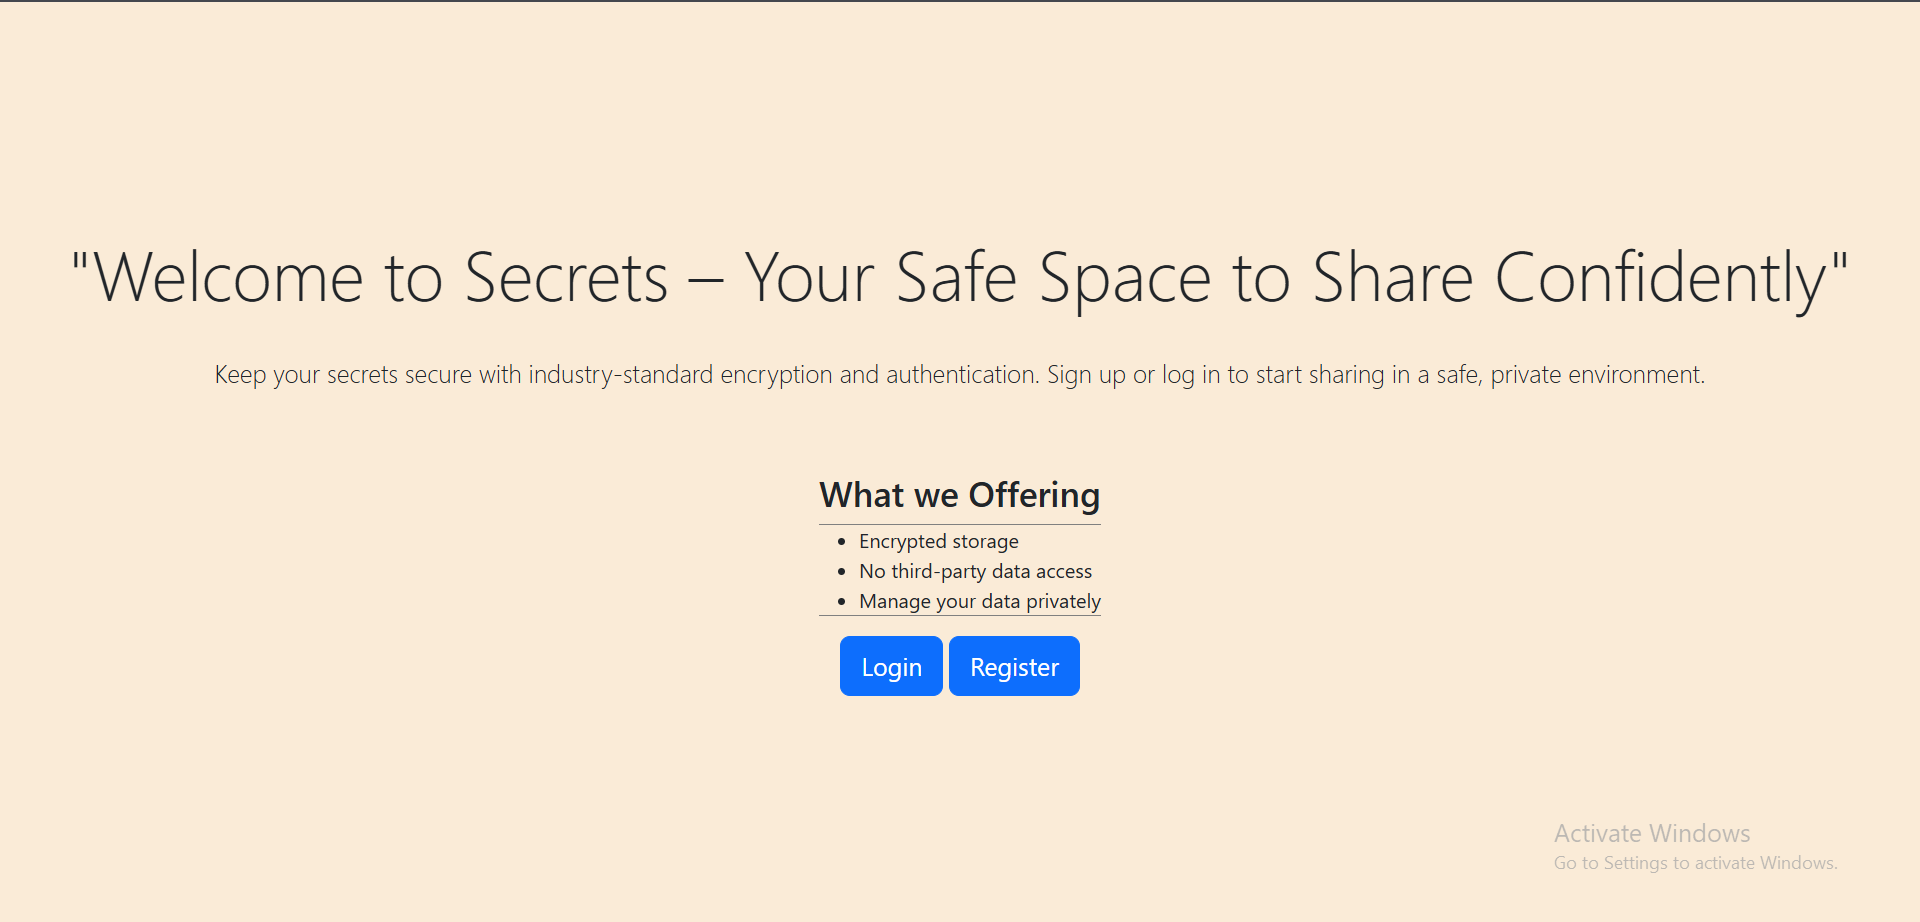 "Welcome to Secrets – Your Safe Space to Share Confidently"
Keep your secrets secure with industry-standard encryption and authentication. Sign up or log in to start sharing in a safe, private environment.
What we Offering
• Encrypted storage
• No third-party data access
• Manage your data privately
Login Register
Activate Windows
Go to Settings to activate Windows.